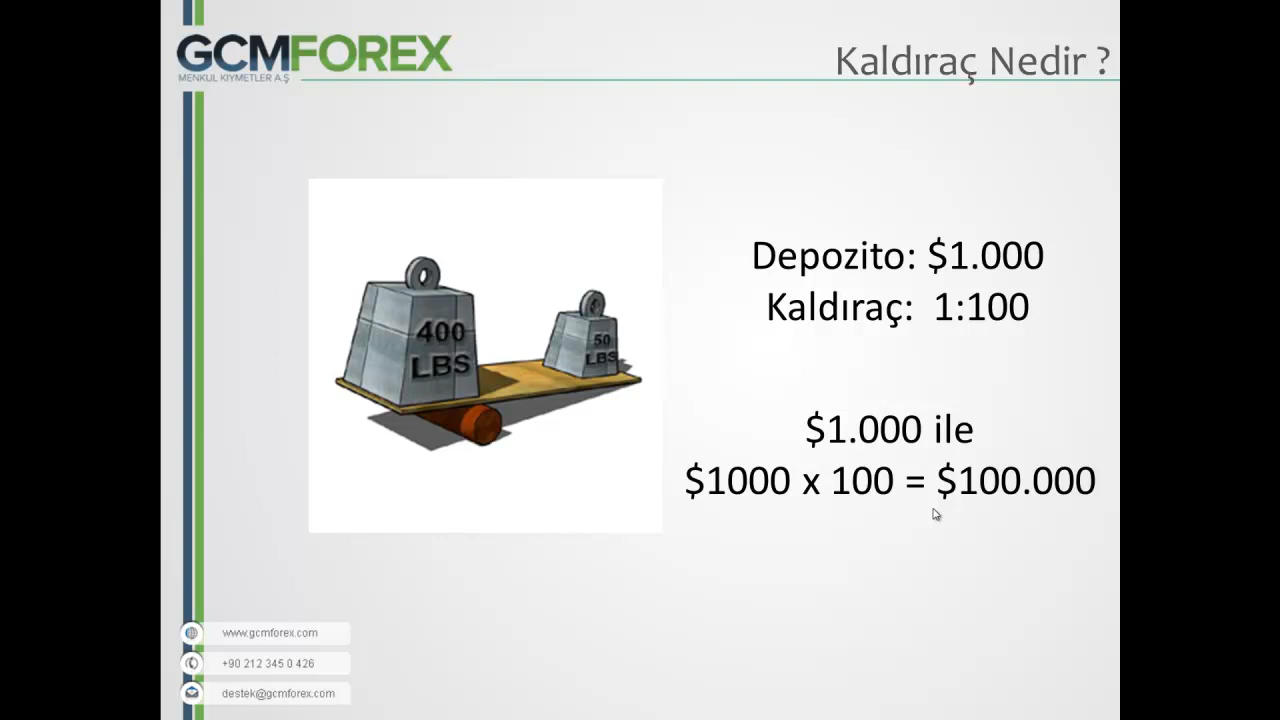 GCMFOREX
MENKUL KIYMETLER A.Ş
Kaldıraç Nedir ?
400
LBS
50
LBS
Depozito: $1.000
Kaldıraç: 1:100
$1.000 ile
$1000 x 100 = $100.000
www.gcmforex.com
+90 212 345 0 426
destek@gcmforex.com